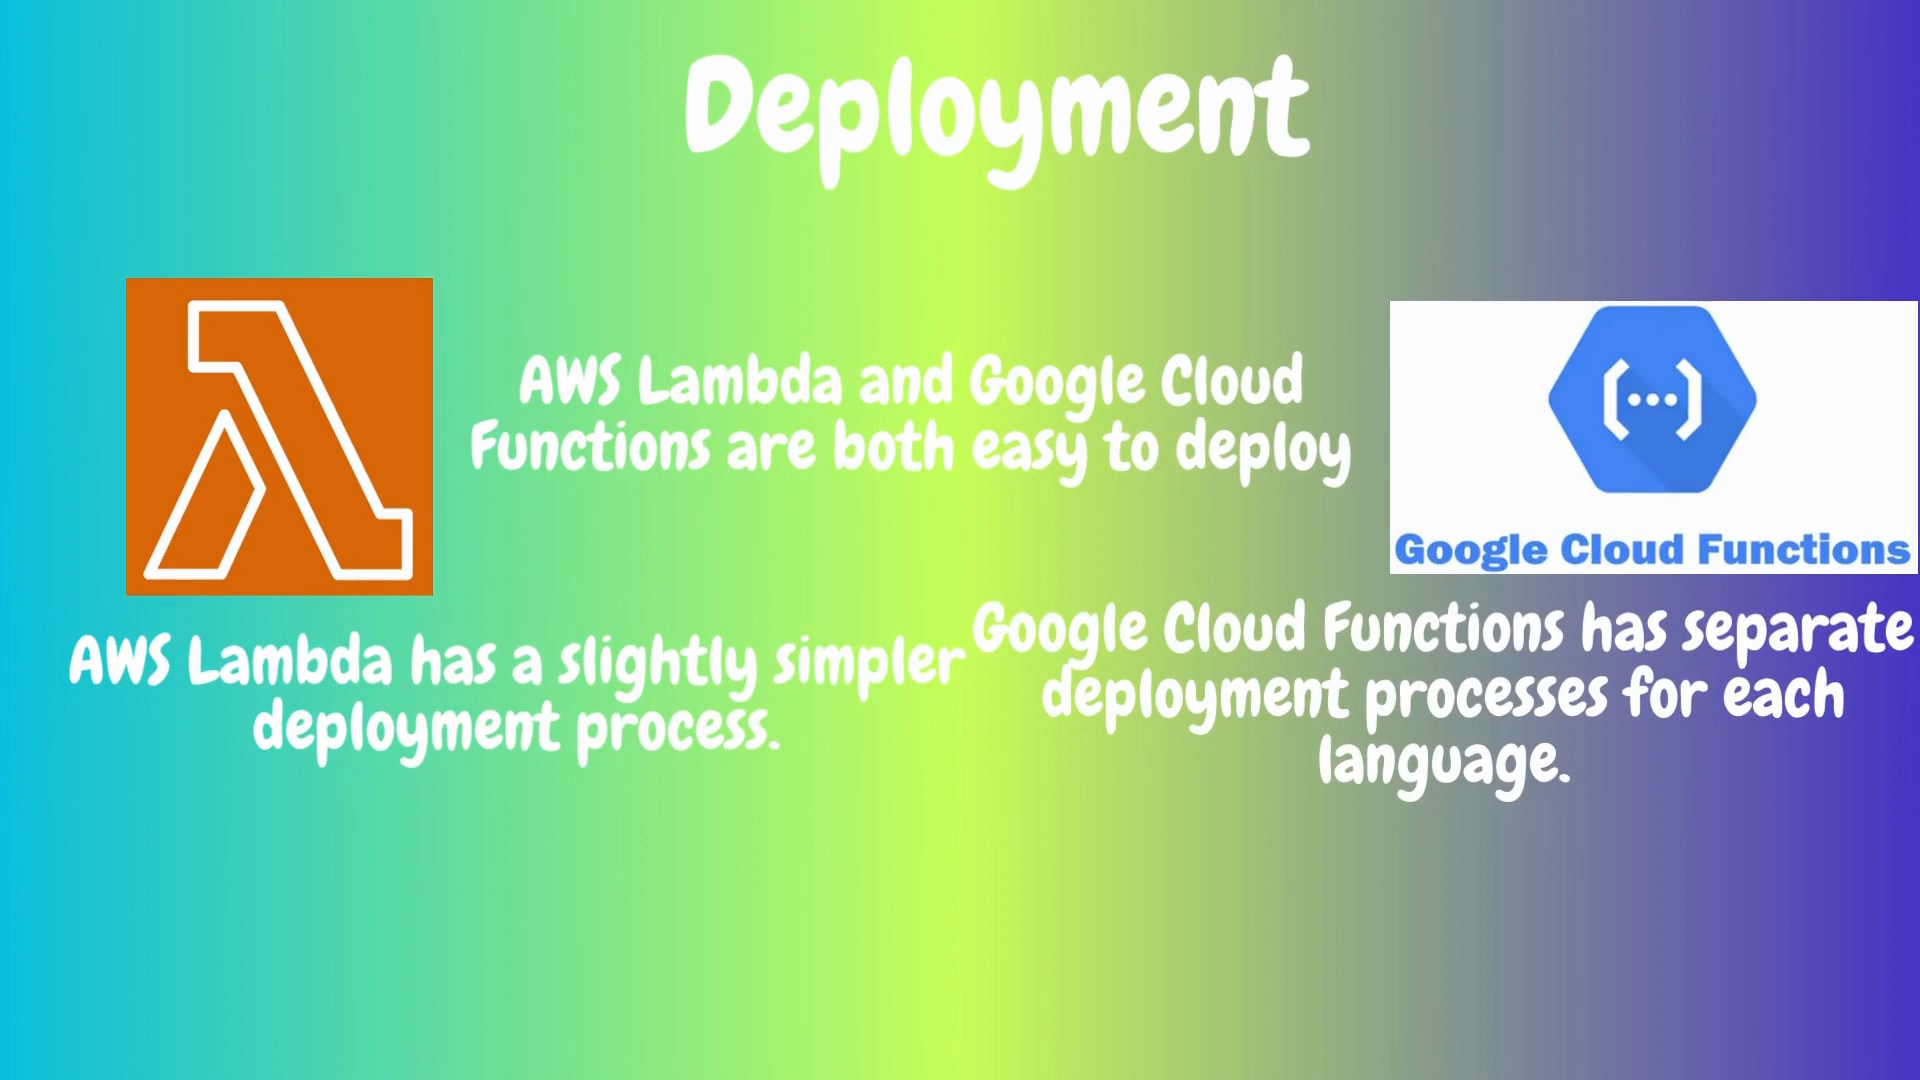 Deployment
AWS Lambda and Google Cloud
Functions are both easy to deploy
Google Cloud Functions
AWS Lambda has a slightly simpler
deployment process.
Google Cloud Functions has separate
deployment processes for each
language.